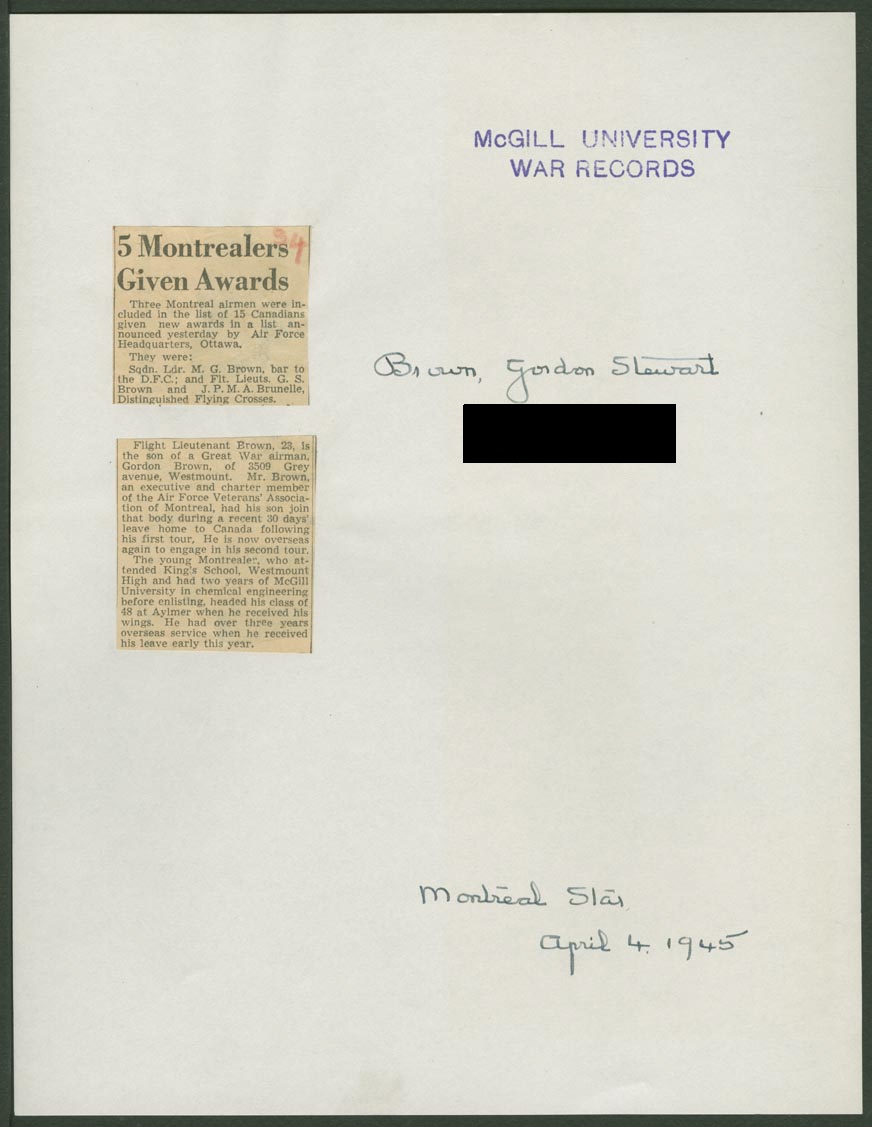 McGILL UNIVERSITY
WAR RECORDS
5 Montrealers
Given Awards
Three Montreal airmen were in-
cluded in the list of 15 Canadians
given new awards in a list an-
nounced yesterday by Air Force
Headquarters, Ottawa.
They were:
Sqdn. Ldr. M. G. Brown, bar to
the D.F.C.; and Flt. Lieuts. G. S.
Brown and J. P. M. A. Brunelle,
Distinguished Flying Crosses.
Brown, Gordon Stewart
Flight Lieutenant Brown, 23, is
the son of a Great War airman,
Gordon Brown, of 3509 Grey
avenue, Westmount. Mr. Brown,
an executive and charter member
of the Air Force Veterans' Associa-
tion of Montreal, had his son join
that body during a recent 30 days'
leave home to Canada following
his first tour. He is now overseas
again to engage in his second tour.
The young Montrealer, who at-
tended King's School, Westmount
High and had two years of McGill
University in chemical engineering
before enlisting, headed his class of
48 at Aylmer when he received his
wings. He had over three years
overseas service when he received
his leave early this year.
Montreal Star
April 4, 1945